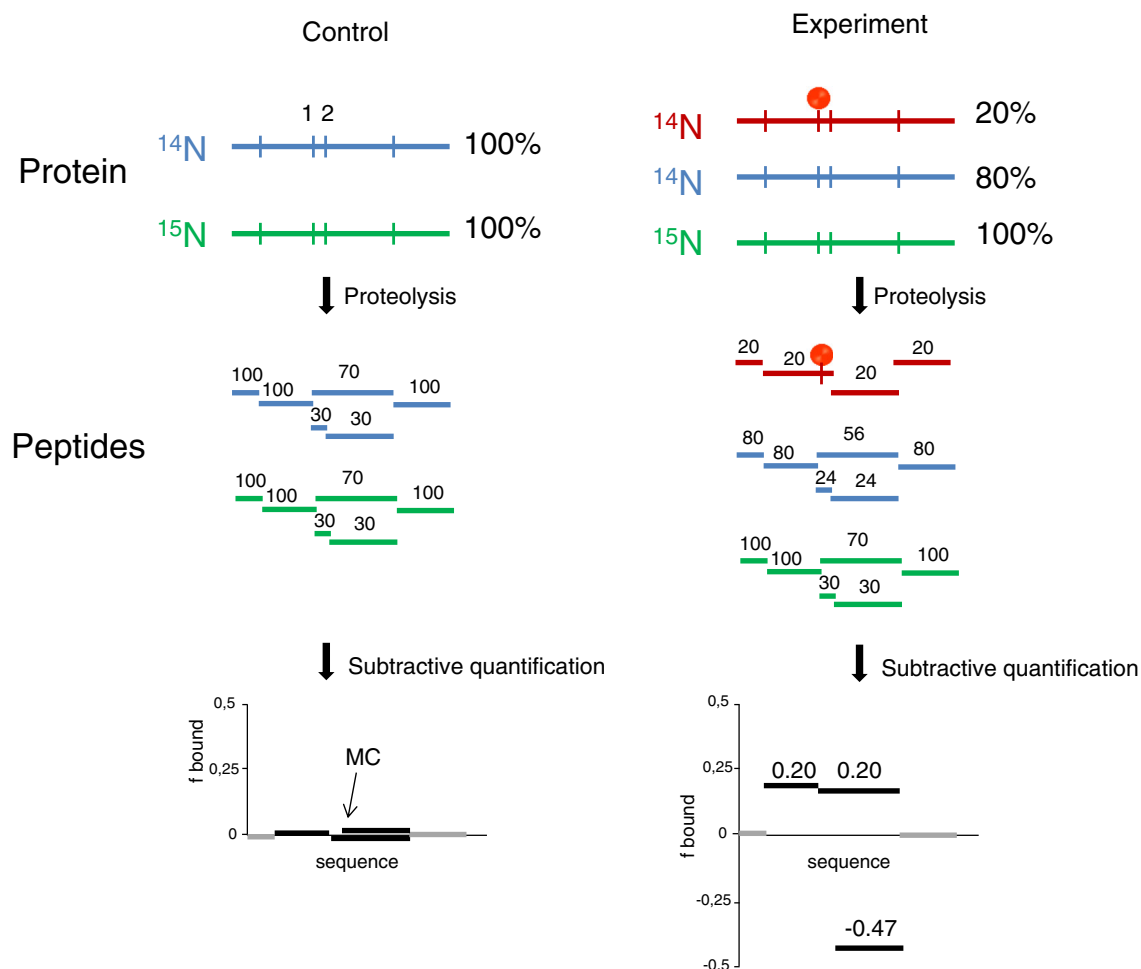 Control
Experiment
1 2
14N
100%
14N
20%
Protein
14N
80%
15N
100%
15N
100%
Proteolysis
Proteolysis
100
100
70
100
30
30
20
20
20
20
Peptides
100
100
70
100
30
30
80
80
56
80
24
24
100
100
70
100
30
30
Subtractive quantification
Subtractive quantification
0,5
f bound
0,25
MC
0
sequence
0,5
0,25
0.20
0.20
f bound
0
sequence
-0,25
-0.47
-0,5